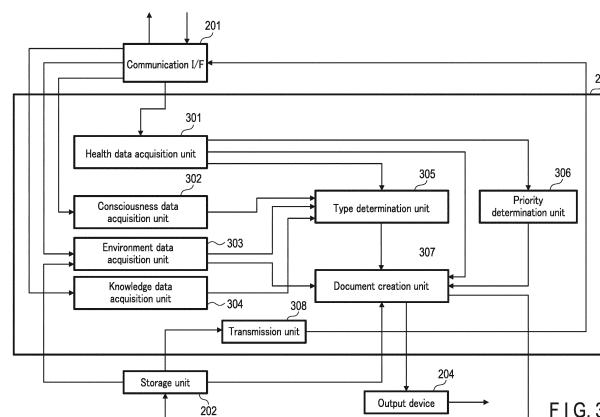 201
Communication I/F
2
301
Health data acquisition unit
302
Consciousness data
acquisition unit
303
Environment data
acquisition unit
Knowledge data
acquisition unit
304
305
Type determination unit
306
Priority
determination unit
307
Document creation unit
308
Transmission unit
Storage unit
202
204
Output device
FIG. 3